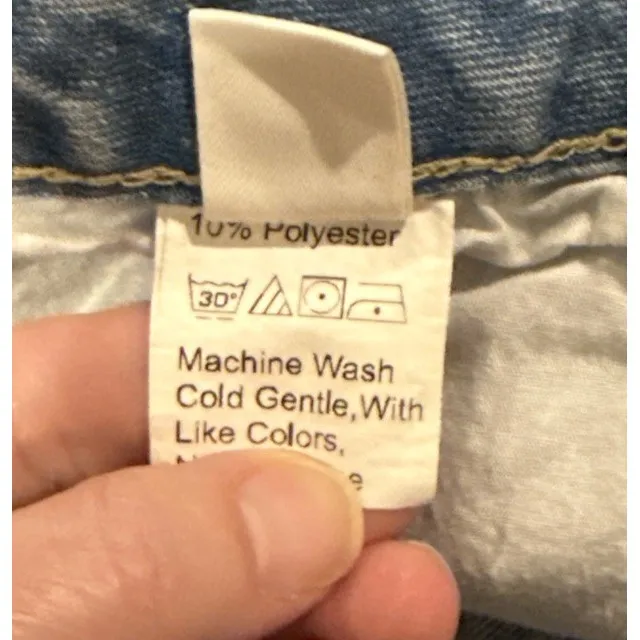 10% Polyester
30°
Machine Wash
Cold Gentle,With
Like Colors,